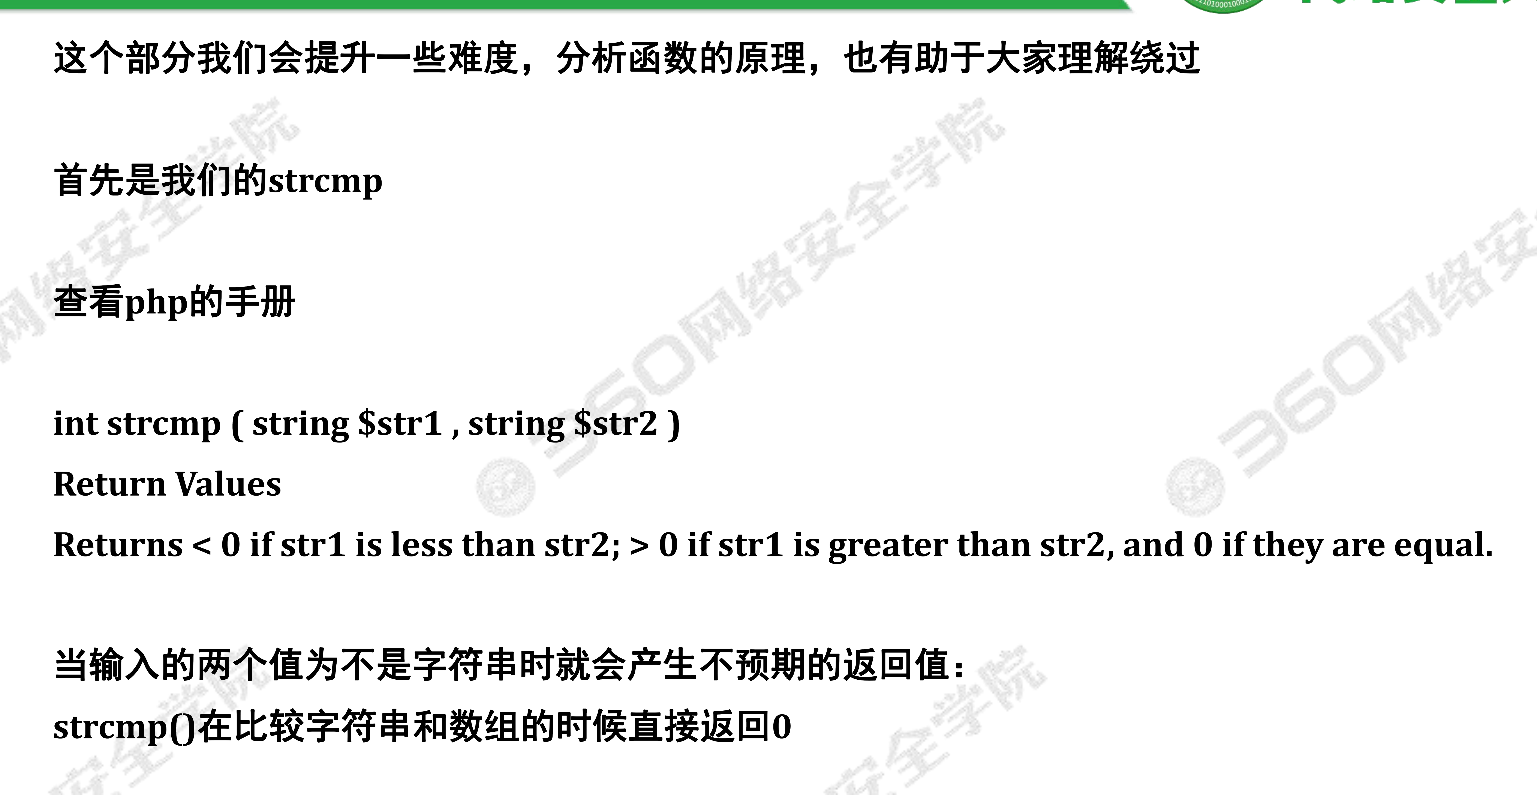 这个部分我们会提升一些难度，分析函数的原理，也有助于大家理解绕过
首先是我们的strcmp
查看php的手册
int strcmp ( string $str1 , string $str2 )
Return Values
Returns < 0 if str1 is less than str2; > 0 if str1 is greater than str2, and 0 if they are equal.
当输入的两个值为不是字符串时就会产生不预期的返回值：
strcmp()在比较字符串和数组的时候直接返回0
360网络安全学院
360网络安
网络安全学院
安全学院
安全学院